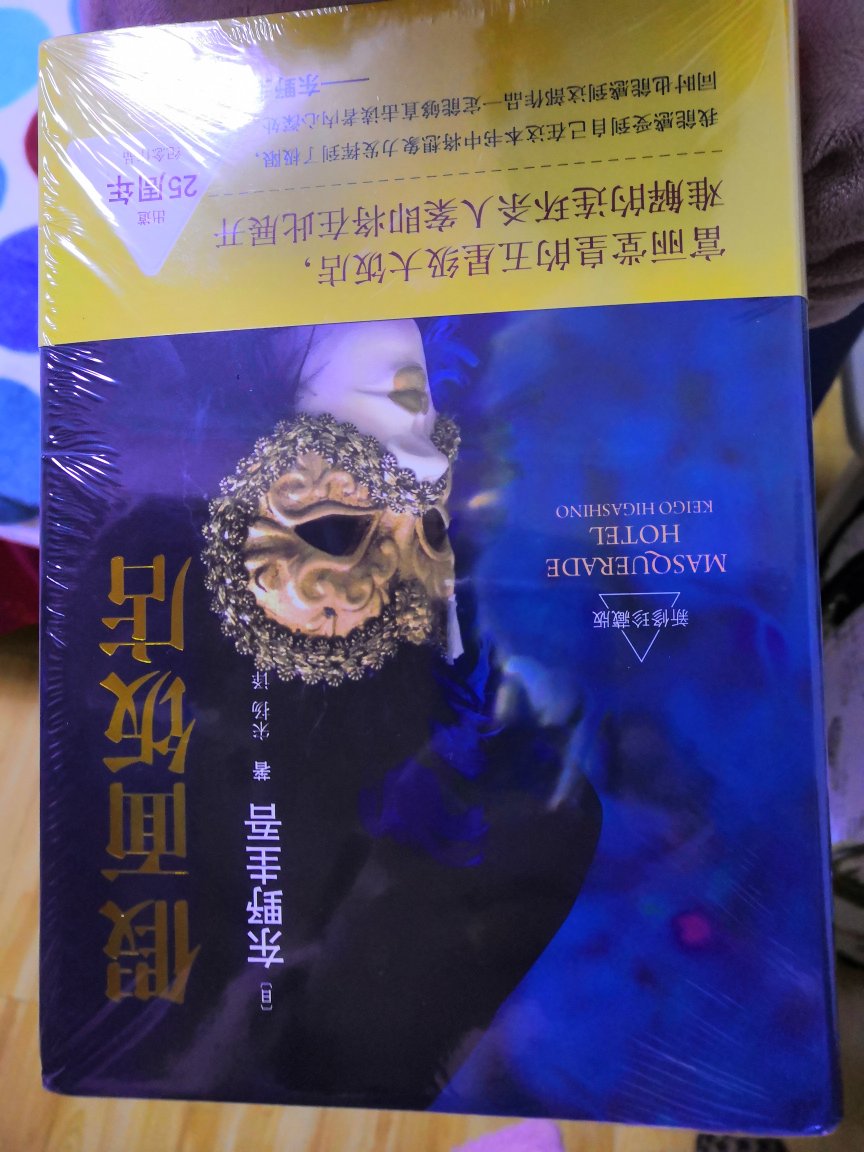 假面饭店
[日]东野圭吾 著 宋扬 译
新修珍藏版
MASQUERADE
HOTEL
KEIGO HIGASHINO
富丽堂皇的五星级大饭店，
难解的连环杀人案即将在此展开
我能感受到自己在这本书中将想象力发挥到了极限，
同时也能感到这部作品一定能够直击读者内心深处
——东野
出道
25周年
纪念作品